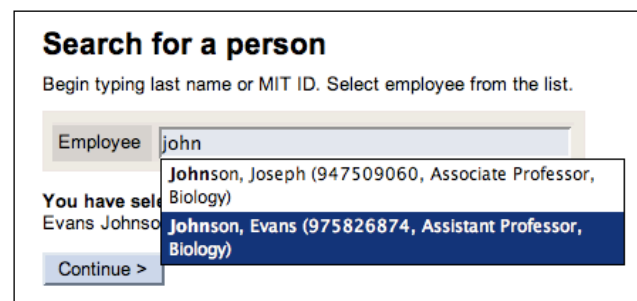 Search for a person
Begin typing last name or MIT ID. Select employee from the list.
Employee john
Johnson, Joseph (947509060, Associate Professor,
Biology)
You have sele
Johnson, Evans (975826874, Assistant Professor,
Evans Johnso
Biology)
Continue >